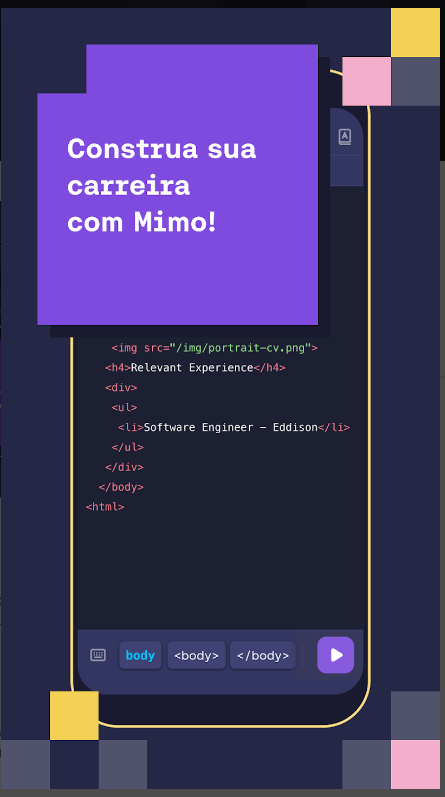 Construa sua
carreira
com Mimo!
<img src="/img/portrait-cv.png">
<h4>Relevant Experience</h4>
<div>
<ul>
<li>Software Engineer – Eddison</li>
</ul>
</div>
</body>
<html>
body <body> </body>